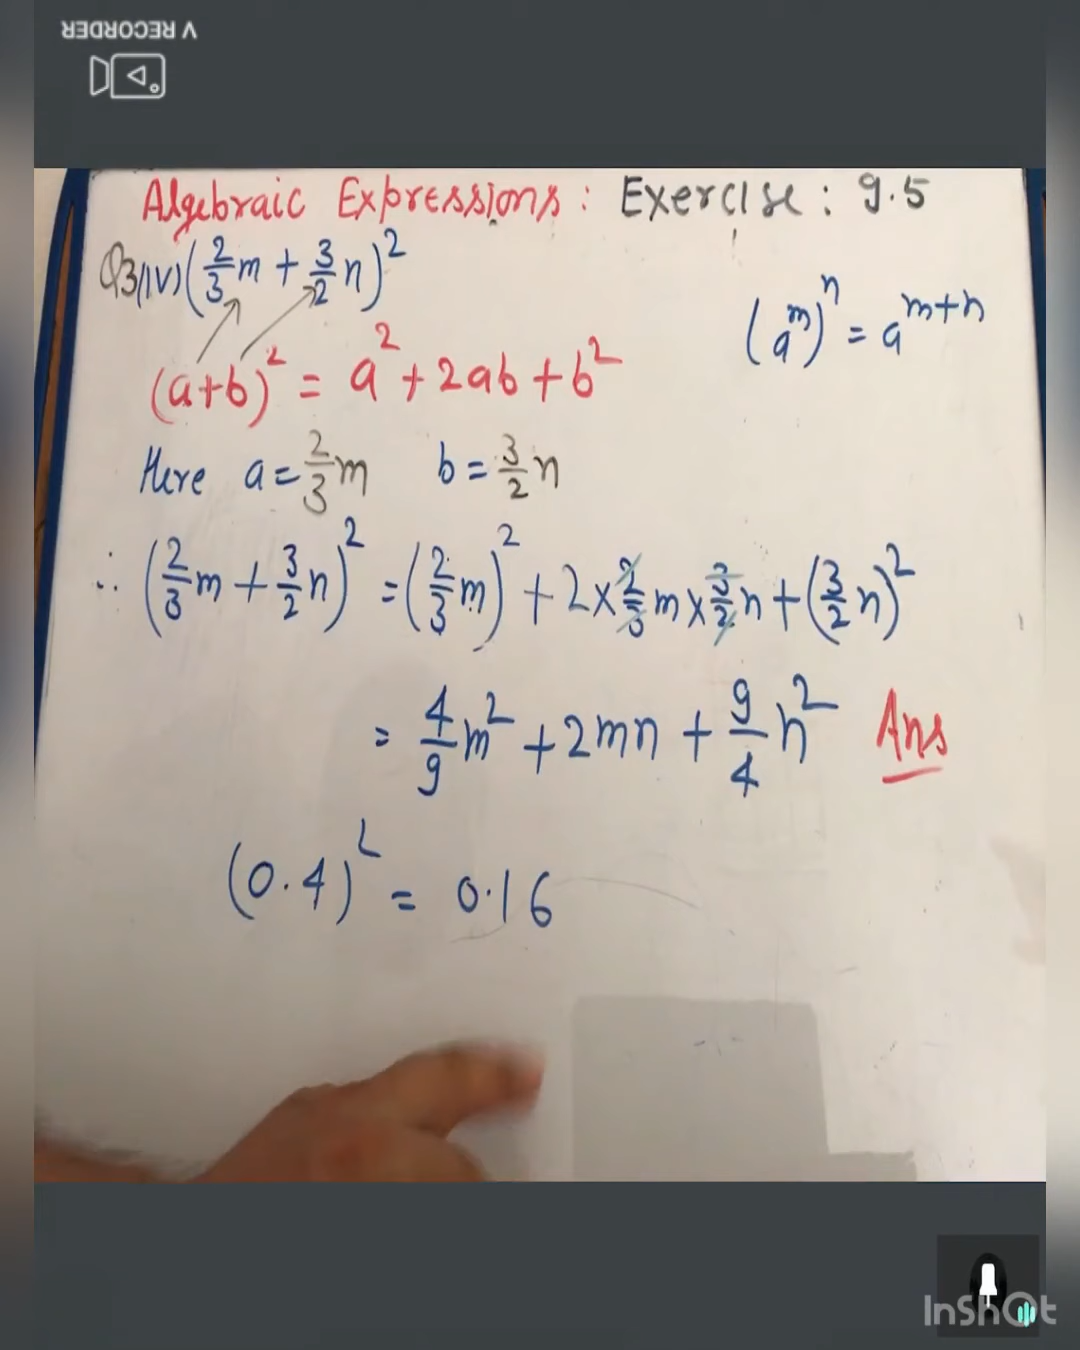 V RECORDER
Algebraic Expressions : Exercise : 9.5
Q3(IV) (2/3 m + 3/2 n)²
(a^m)^n = a^(m+n)
(a+b)² = a² + 2ab + b²
Here a = 2/3 m b = 3/2 n
∴ (2/3 m + 3/2 n)² = (2/3 m)² + 2 × 2/3 m × 3/2 n + (3/2 n)²
= 4/9 m² + 2mn + 9/4 n² Ans
(0.4)² = 0.16
InShOt